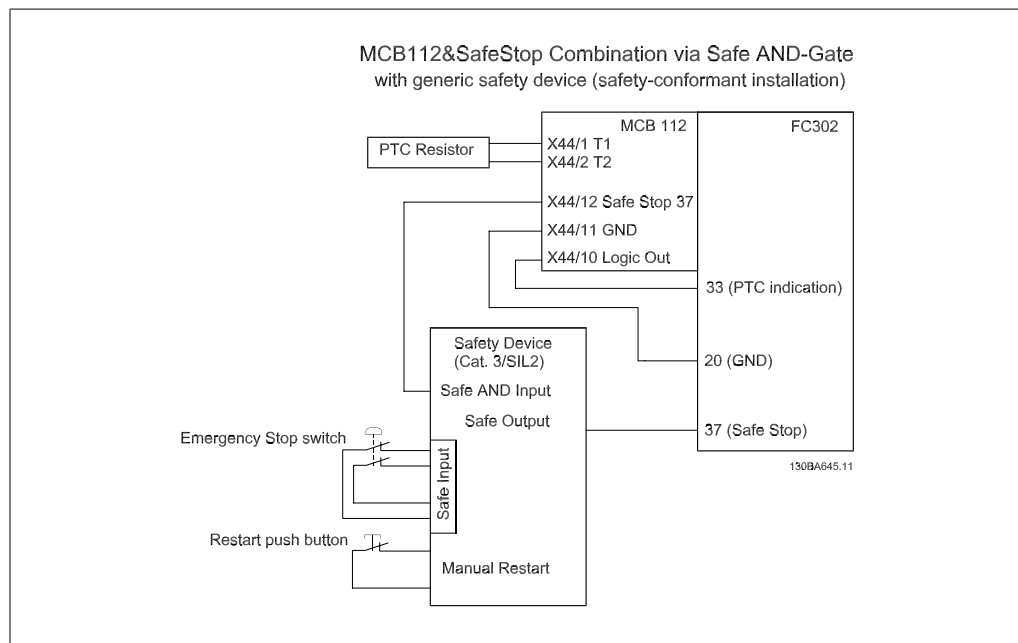 MCB112&SafeStop Combination via Safe AND-Gate
with generic safety device (safety-conformant installation)
MCB 112
FC302
PTC Resistor
X44/1 T1
X44/2 T2
X44/12 Safe Stop 37
X44/11 GND
X44/10 Logic Out
33 (PTC indication)
Safety Device
(Cat. 3/SIL2)
20 (GND)
Safe AND Input
Safe Output
37 (Safe Stop)
Emergency Stop switch
Safe Input
130BA645.11
Restart push button
Manual Restart